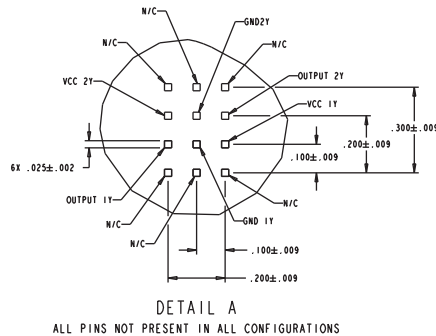 N/C
GND2Y
N/C
N/C
VCC 2Y
OUTPUT 2Y
VCC 1Y
.300±.009
.200±.009
.100±.009
6X .025±.002
OUTPUT 1Y
N/C
N/C
GND 1Y
N/C
.100±.009
.200±.009
DETAIL A
ALL PINS NOT PRESENT IN ALL CONFIGURATIONS